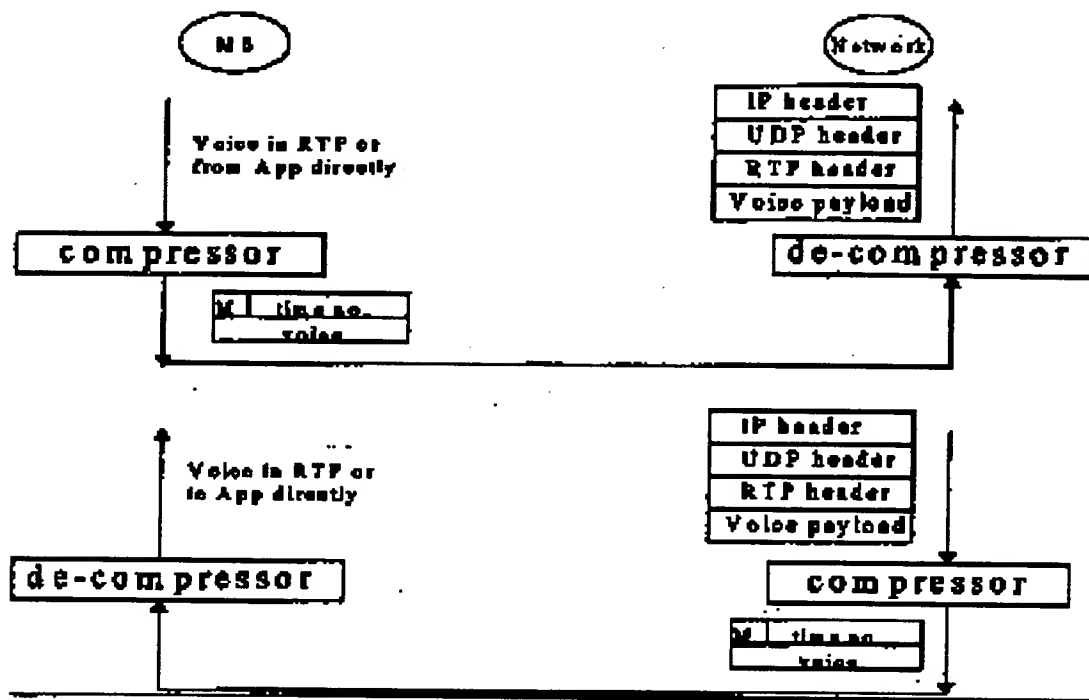 MS
Network
IP header
UDP header
RTP header
Voice payload
Voice in RTP or
from App directly
compressor
de-compressor
M time no.
voice
IP header
UDP header
RTP header
Voice payload
Voice in RTP or
to App directly
de-compressor
compressor
M time no
voice